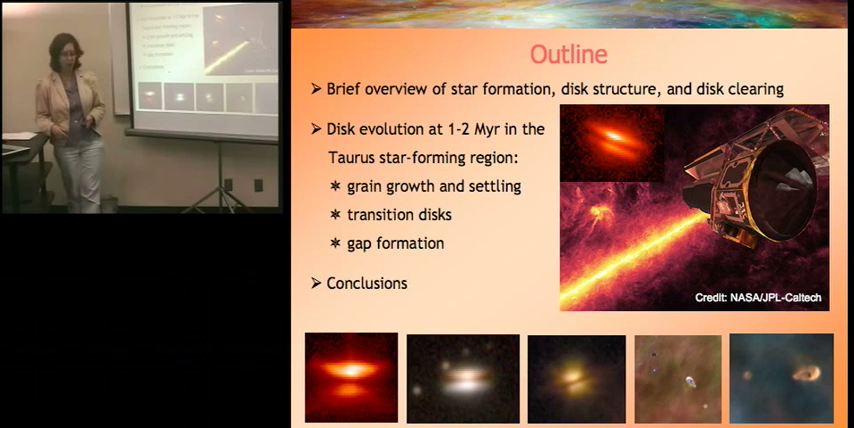 Outline
➢ Brief overview of star formation, disk structure, and disk clearing
➢ Disk evolution at 1-2 Myr in the
Taurus star-forming region:
✶ grain growth and settling
✶ transition disks
✶ gap formation
➢ Conclusions
Credit: NASA/JPL-Caltech